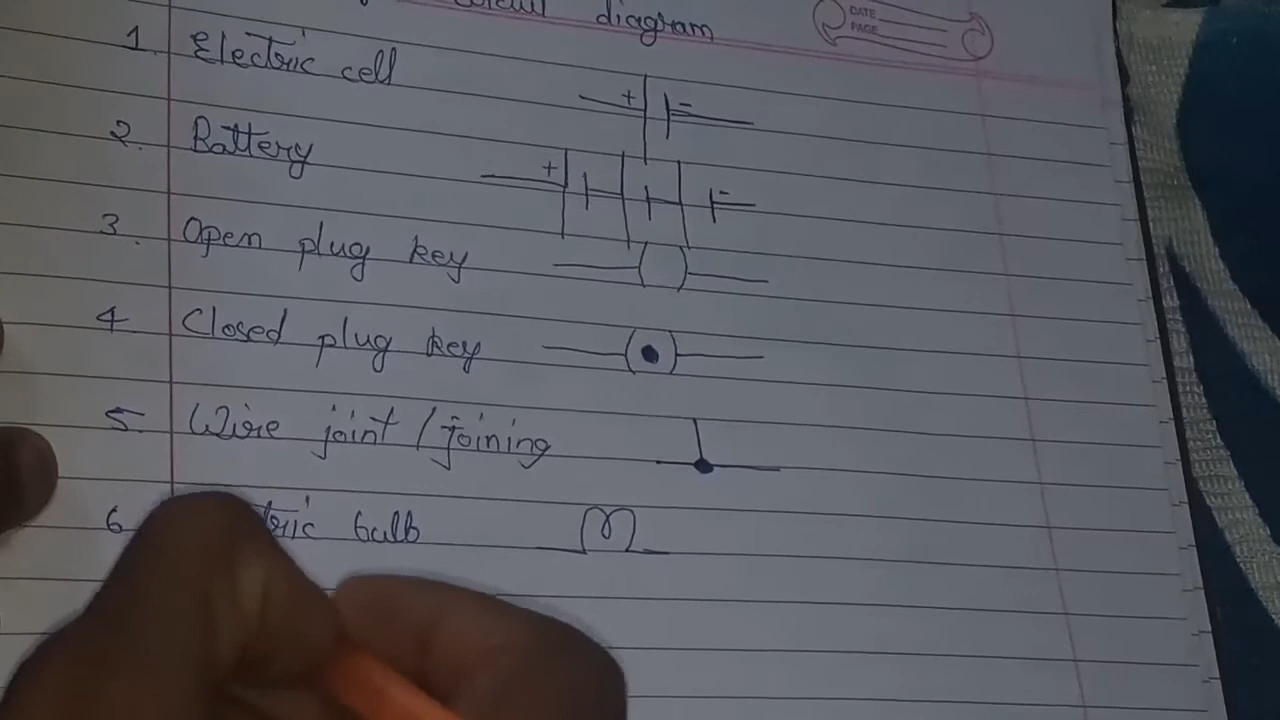 diagram
DATE
PAGE
1. Electric cell + -
2. Battery + -
3. Open plug key
4. Closed plug key
5. Wire joint / joining
6. bulb